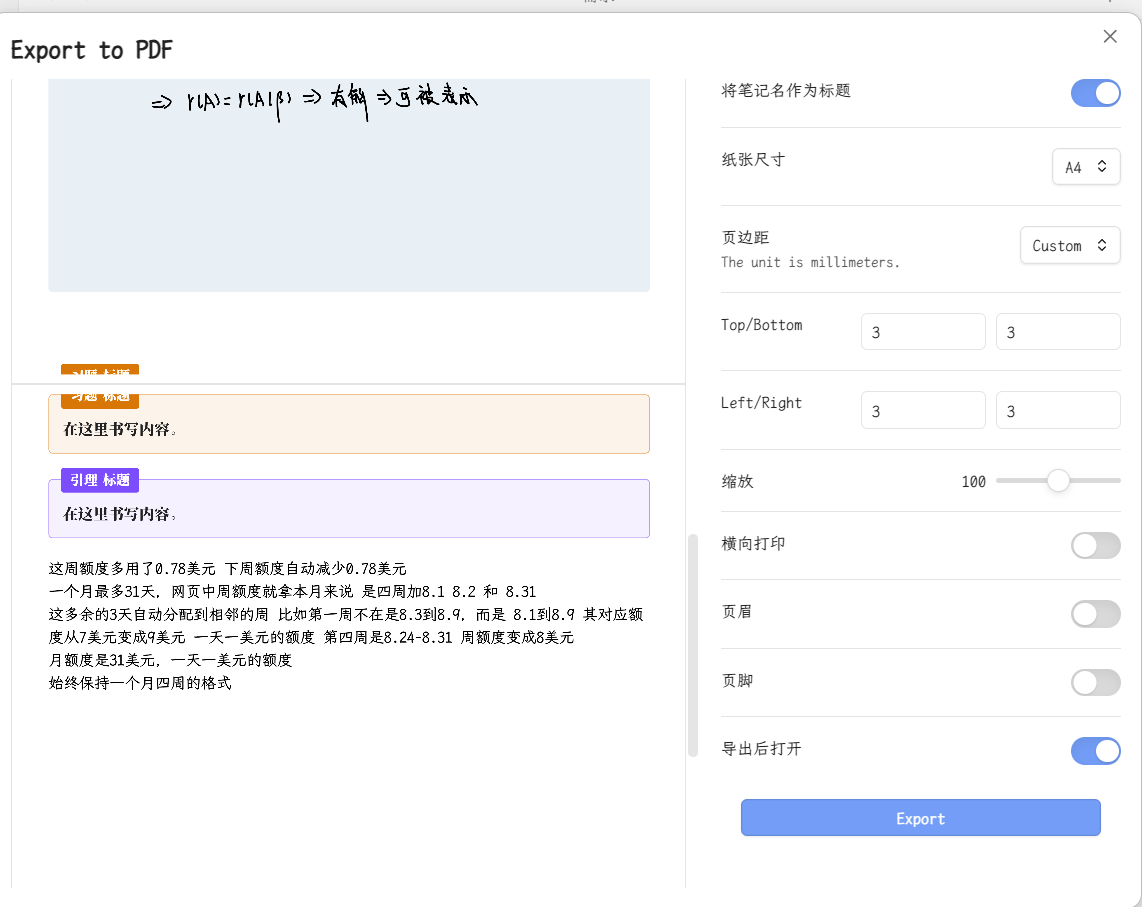 Export to PDF
⇒ r(A)=r(A|β) ⇒ 有解 ⇒ 可被表示
习题 标题
习题 标题
在这里书写内容。
引理 标题
在这里书写内容。
这周额度多用了0.78美元 下周额度自动减少0.78美元
一个月最多31天, 网页中周额度就拿本月来说 是四周加8.1 8.2 和 8.31
这多余的3天自动分配到相邻的周 比如第一周不在是8.3到8.9, 而是 8.1到8.9 其对应额
度从7美元变成9美元 一天一美元的额度 第四周是8.24-8.31 周额度变成8美元
月额度是31美元, 一天一美元的额度
始终保持一个月四周的格式
将笔记名作为标题
纸张尺寸
A4
页边距
The unit is millimeters.
Custom
Top/Bottom
3
3
Left/Right
3
3
缩放
100
横向打印
页眉
页脚
导出后打开
Export